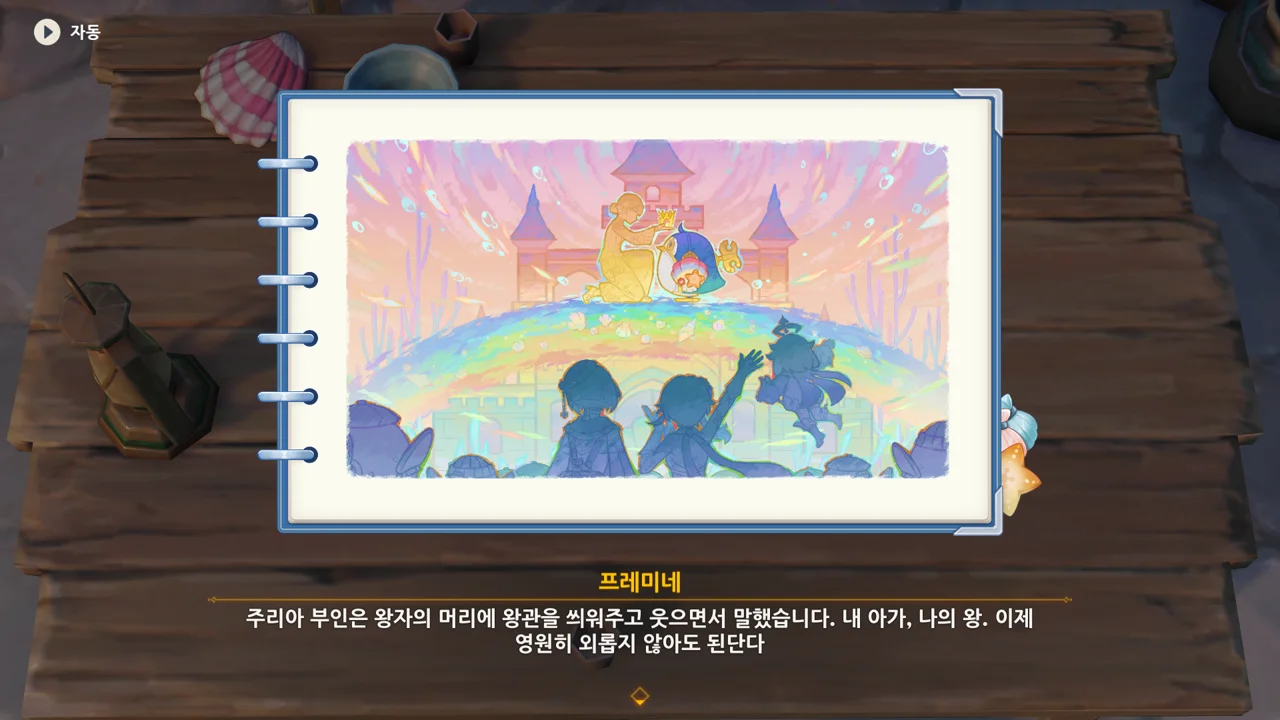 자동
프레미네
주리아 부인은 왕자의 머리에 왕관을 씌워주고 웃으면서 말했습니다. 내 아가, 나의 왕. 이제
영원히 외롭지 않아도 된단다